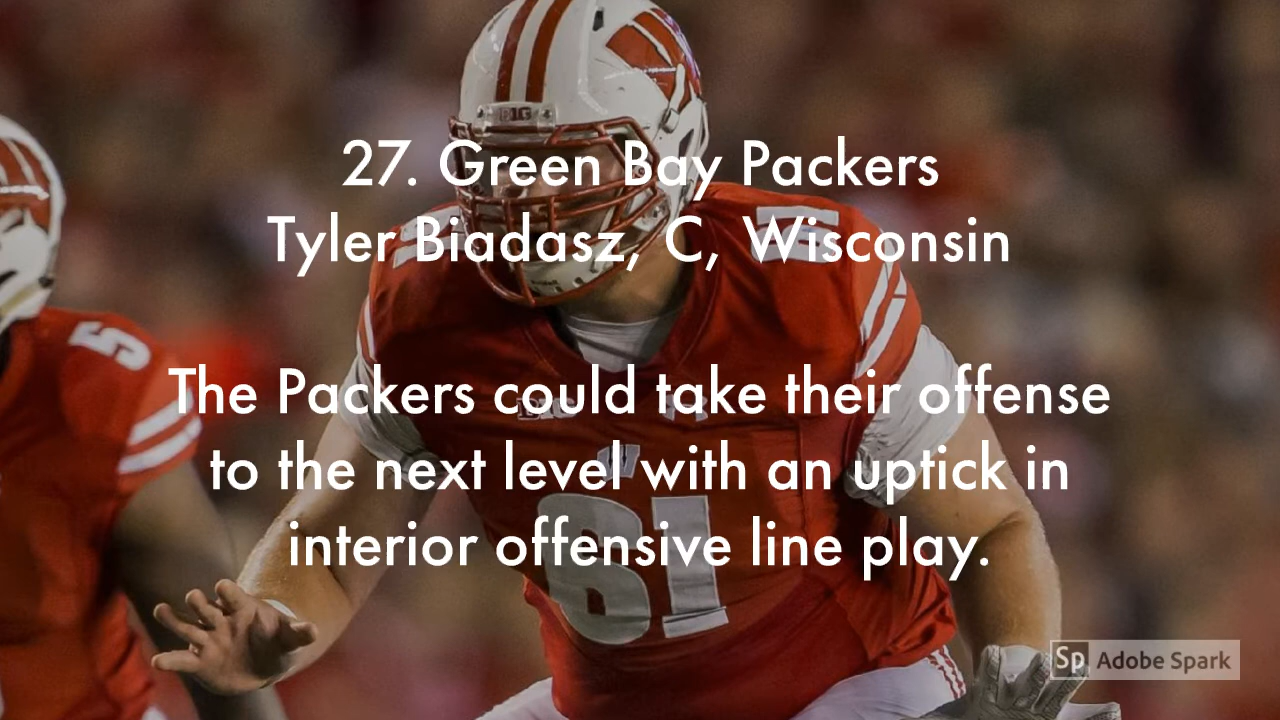 27. Green Bay Packers
Tyler Biadasz, C, Wisconsin
The Packers could take their offense
to the next level with an uptick in
interior offensive line play.
B1G
5
61
Sp Adobe Spark